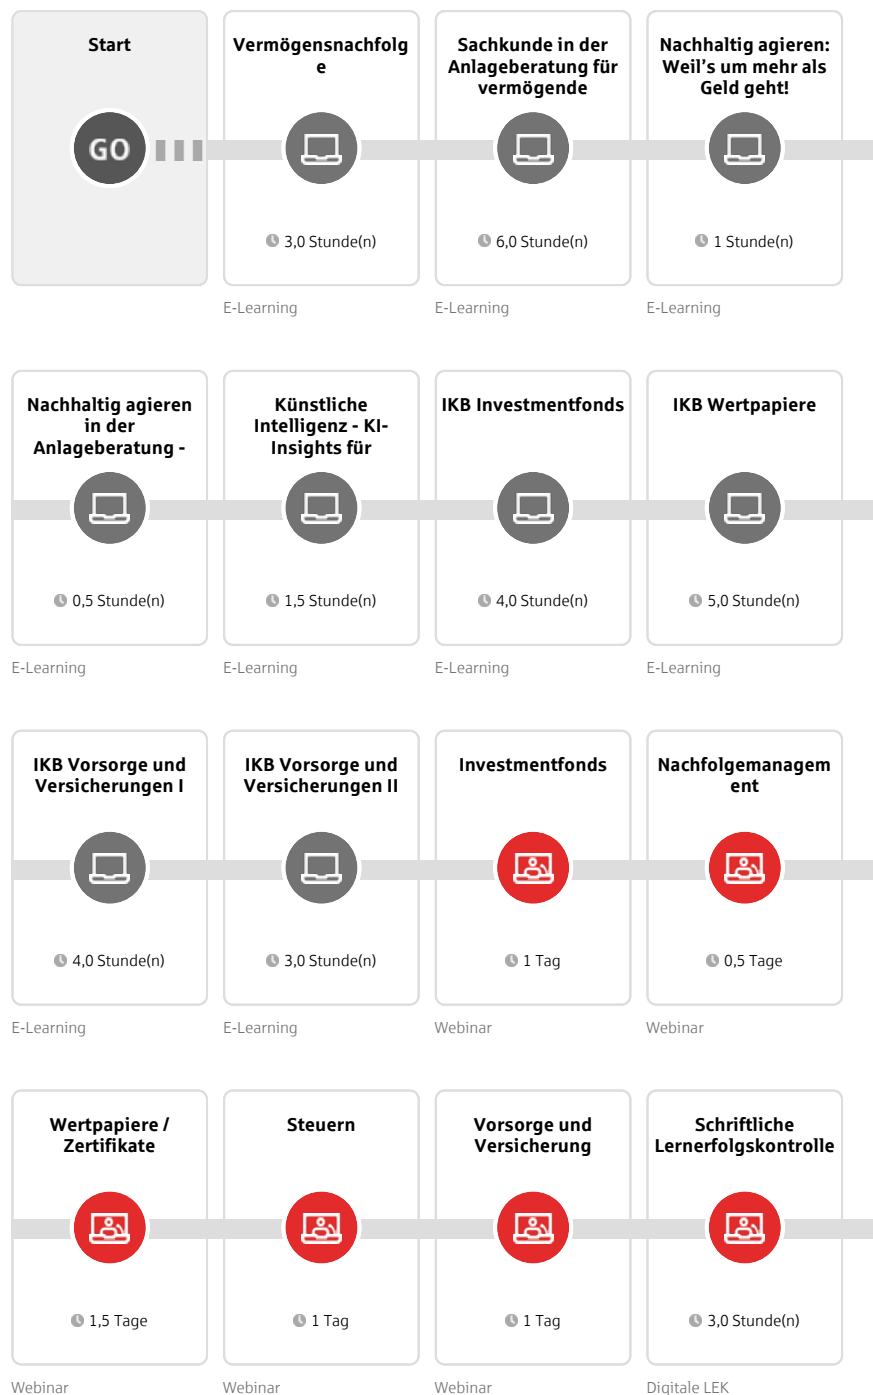 Start
GO
Vermögensnachfolg
e
3,0 Stunde(n)
E-Learning
Sachkunde in der
Anlageberatung für
vermögende
6,0 Stunde(n)
E-Learning
Nachhaltig agieren:
Weil's um mehr als
Geld geht!
1 Stunde(n)
E-Learning
Nachhaltig agieren
in der
Anlageberatung -
0,5 Stunde(n)
E-Learning
Künstliche
Intelligenz - KI-
Insights für
1,5 Stunde(n)
E-Learning
IKB Investmentfonds
4,0 Stunde(n)
E-Learning
IKB Wertpapiere
5,0 Stunde(n)
E-Learning
IKB Vorsorge und
Versicherungen I
4,0 Stunde(n)
E-Learning
IKB Vorsorge und
Versicherungen II
3,0 Stunde(n)
E-Learning
Investmentfonds
1 Tag
Webinar
Nachfolgemanagem
ent
0,5 Tage
Webinar
Wertpapiere /
Zertifikate
1,5 Tage
Webinar
Steuern
1 Tag
Webinar
Vorsorge und
Versicherung
1 Tag
Webinar
Schriftliche
Lernerfolgskontrolle
3,0 Stunde(n)
Digitale LEK